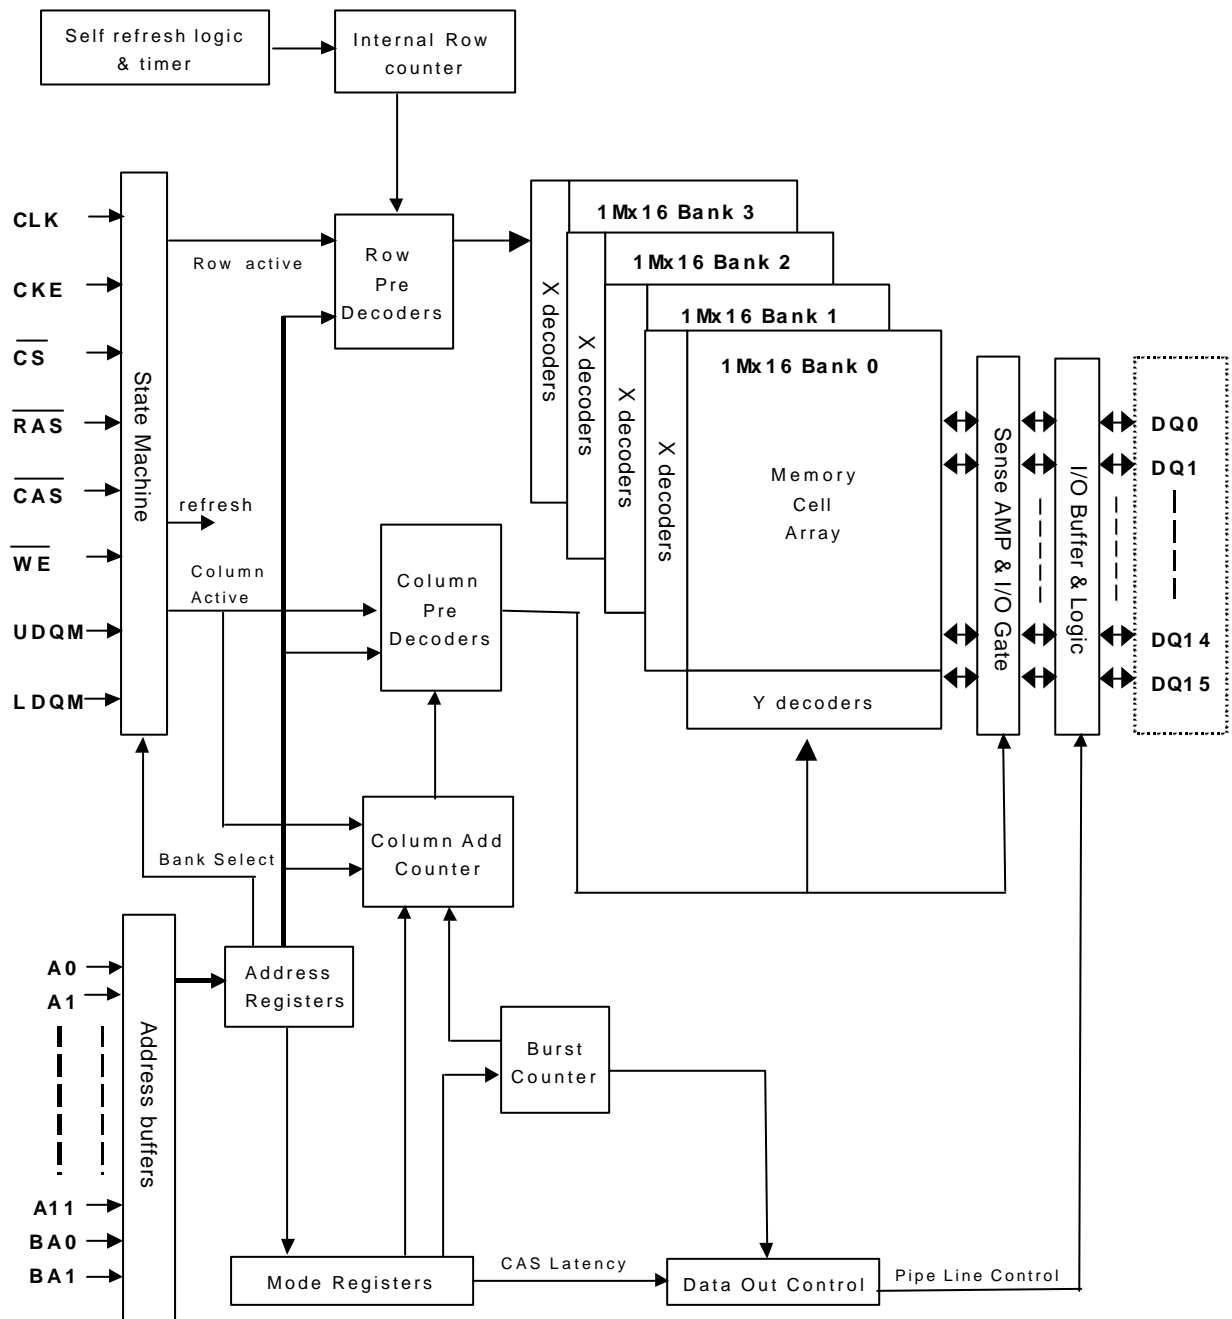 Self refresh logic
& timer
Internal Row
counter
CLK
CKE
CS
RAS
CAS
WE
UDQM
LDQM
State Machine
Row active
refresh
Column
Active
Bank Select
Row
Pre
Decoders
Column
Pre
Decoders
Column Add
Counter
X decoders
X decoders
X decoders
X decoders
1Mx16 Bank 3
1Mx16 Bank 2
1Mx16 Bank 1
1Mx16 Bank 0
Memory
Cell
Array
Y decoders
Sense AMP & I/O Gate
I/O Buffer & Logic
DQ0
DQ1
DQ14
DQ15
A0
A1
A11
BA0
BA1
Address buffers
Address
Registers
Burst
Counter
Mode Registers
CAS Latency
Data Out Control
Pipe Line Control